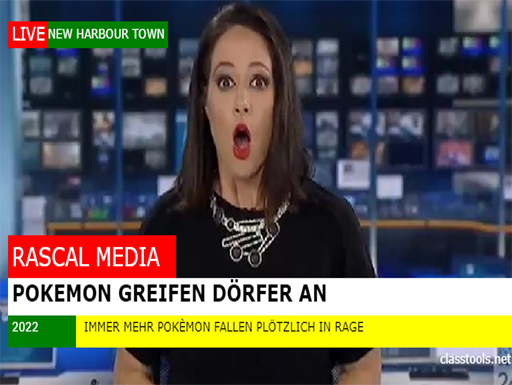 LIVE NEW HARBOUR TOWN
RASCAL MEDIA
POKEMON GREIFEN DÖRFER AN
2022 IMMER MEHR POKÈMON FALLEN PLÖTZLICH IN RAGE
classtools.net